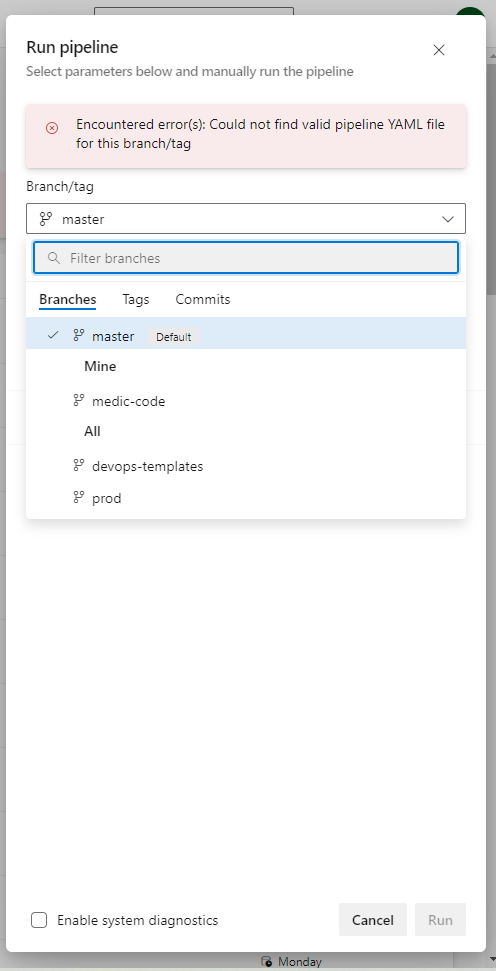 Run pipeline
Select parameters below and manually run the pipeline
Encountered error(s): Could not find valid pipeline YAML file
for this branch/tag
Branch/tag
master
Filter branches
Branches Tags Commits
master Default
Mine
medic-code
All
devops-templates
prod
Enable system diagnostics Cancel Run
Monday